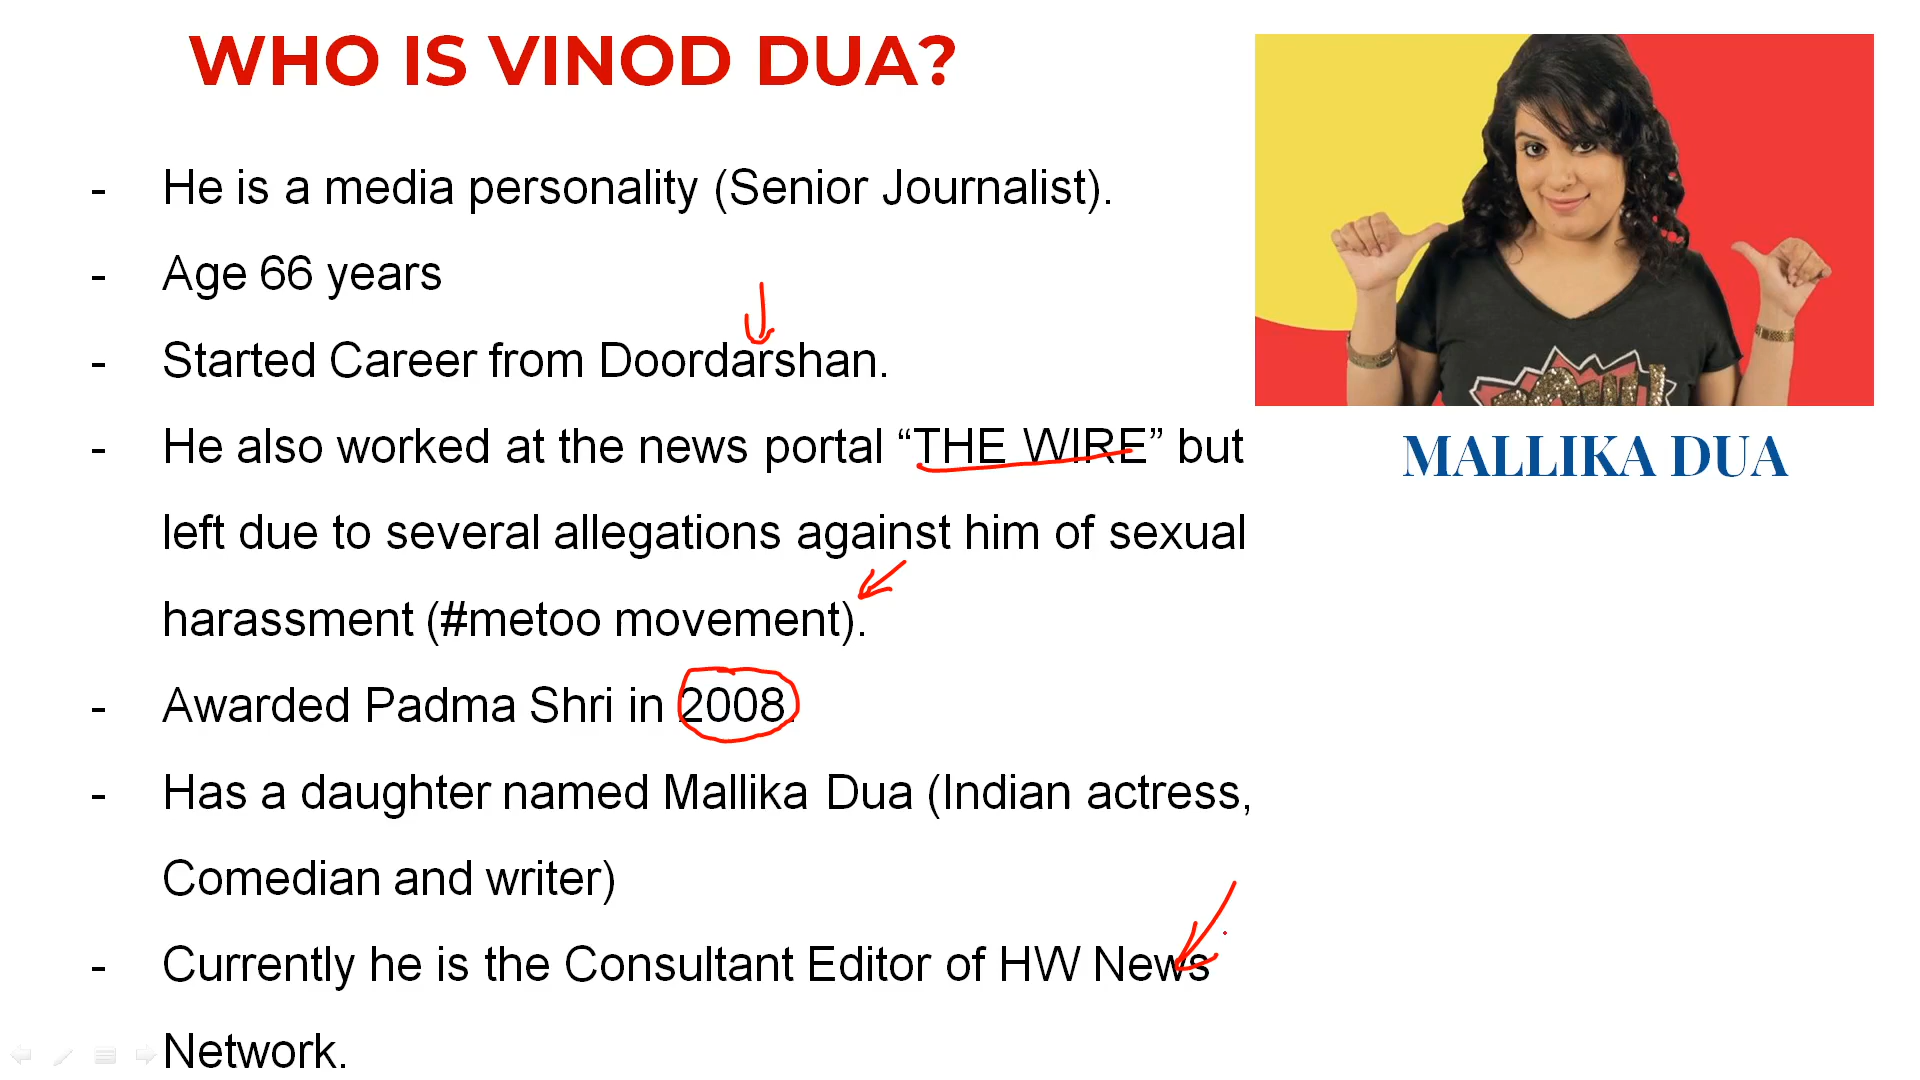 WHO IS VINOD DUA?
- He is a media personality (Senior Journalist).
- Age 66 years
- Started Career from Doordarshan.
- He also worked at the news portal “THE WIRE” but
left due to several allegations against him of sexual
harassment (#metoo movement).
- Awarded Padma Shri in 2008.
- Has a daughter named Mallika Dua (Indian actress,
Comedian and writer)
- Currently he is the Consultant Editor of HW News
Network.
MALLIKA DUA